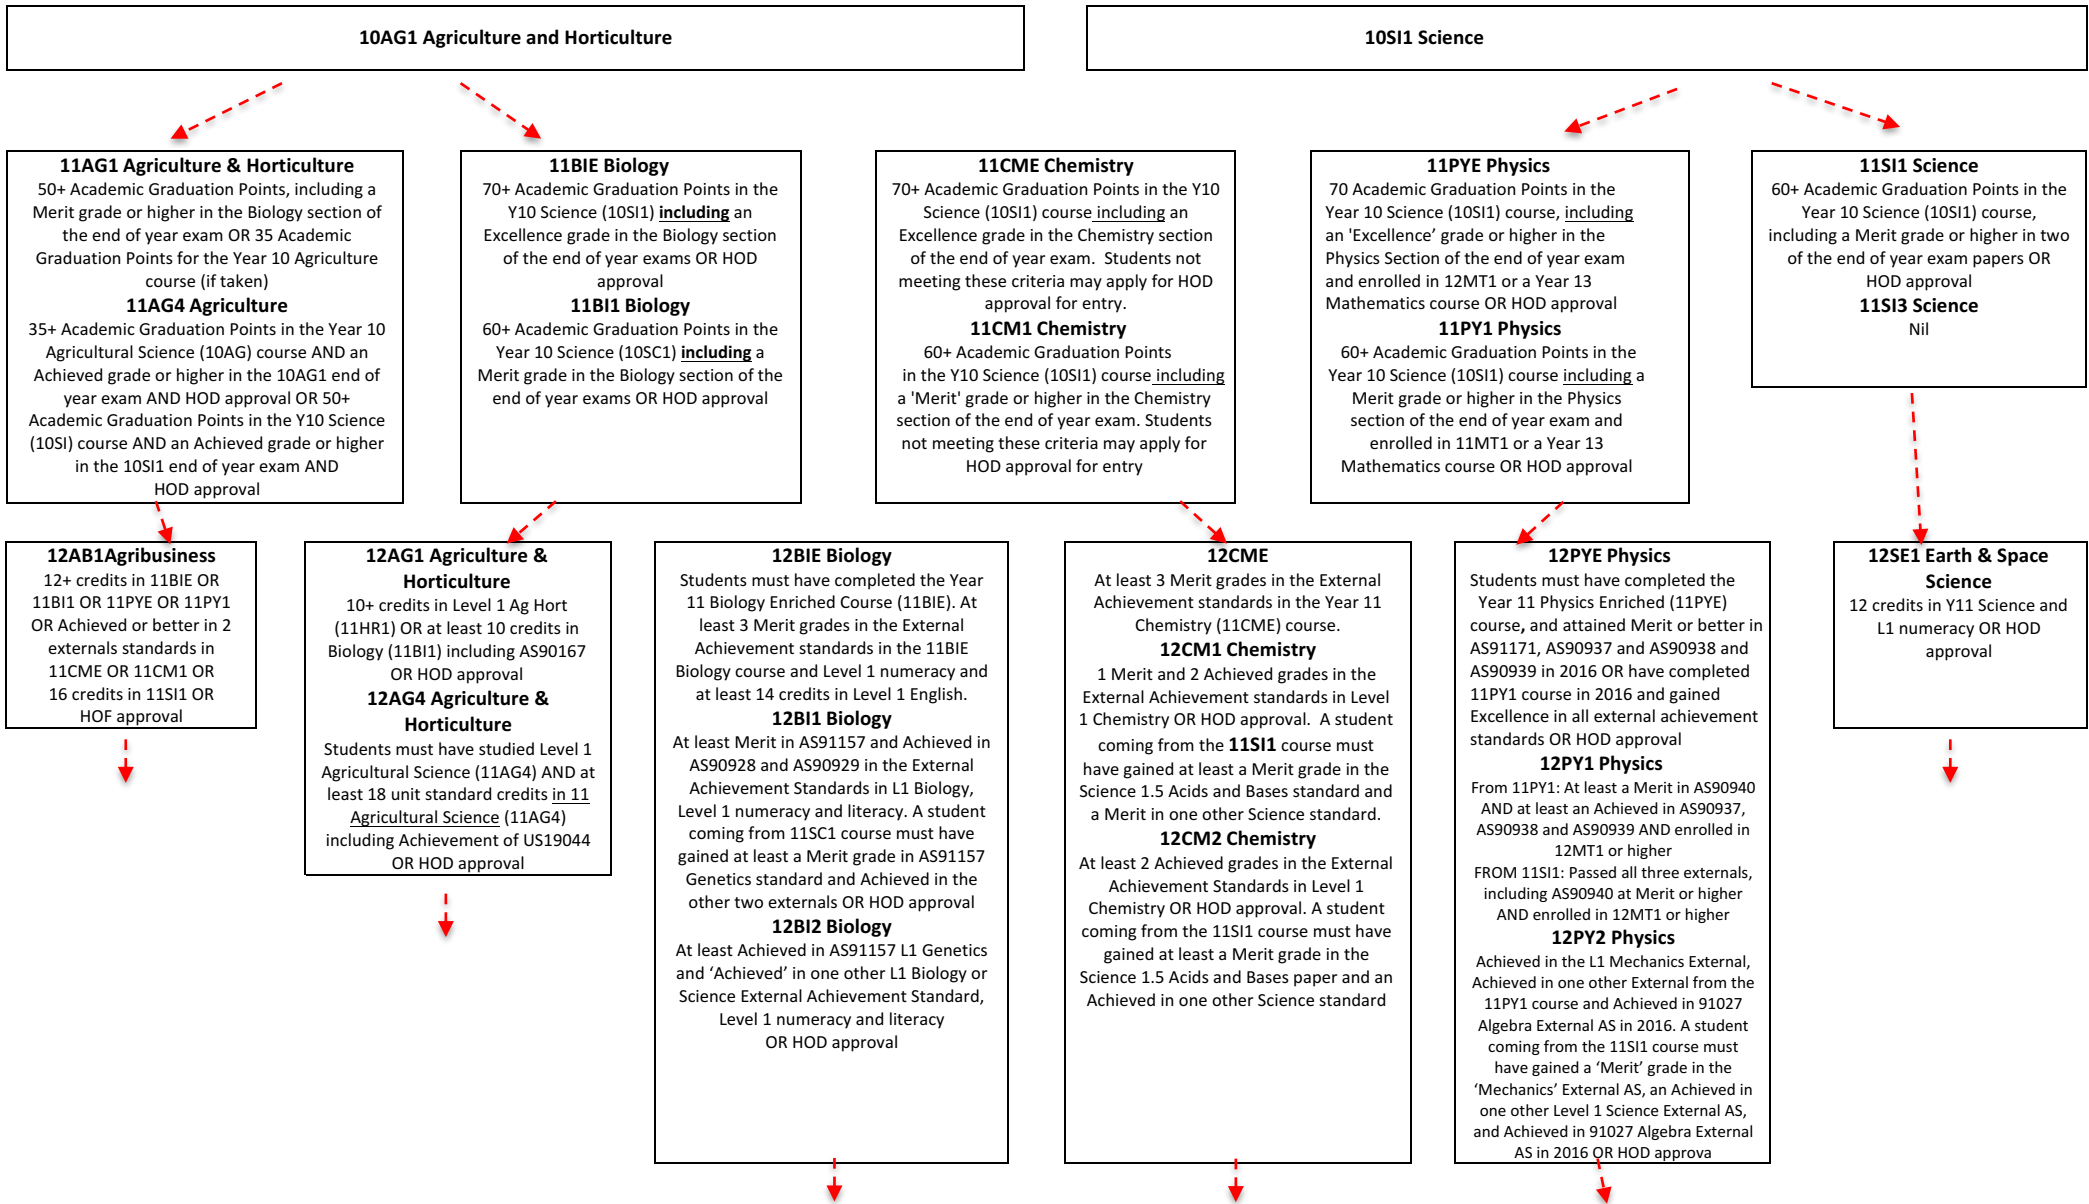 10AG1 Agriculture and Horticulture
10SI1 Science
11AG1 Agriculture & Horticulture
50+ Academic Graduation Points, including a
Merit grade or higher in the Biology section of
the end of year exam OR 35 Academic
Graduation Points for the Year 10 Agriculture
course (if taken)
11AG4 Agriculture
35+ Academic Graduation Points in the Year 10
Agricultural Science (10AG) course AND an
Achieved grade or higher in the 10AG1 end of
year exam AND HOD approval OR 50+
Academic Graduation Points in the Y10 Science
(10SI) course AND an Achieved grade or higher
in the 10SI1 end of year exam AND
HOD approval
11BIE Biology
70+ Academic Graduation Points in the
Y10 Science (10SI1) including an
Excellence grade in the Biology section
of the end of year exams OR HOD
approval
11BI1 Biology
60+ Academic Graduation Points in the
Year 10 Science (10SC1) including a
Merit grade in the Biology section of the
end of year exams OR HOD approval
11CME Chemistry
70+ Academic Graduation Points in the Y10
Science (10SI1) course including an
Excellence grade in the Chemistry section
of the end of year exam.  Students not
meeting these criteria may apply for HOD
approval for entry.
11CM1 Chemistry
60+ Academic Graduation Points
in the Y10 Science (10SI1) course including
a 'Merit' grade or higher in the Chemistry
section of the end of year exam. Students
not meeting these criteria may apply for
HOD approval for entry
11PYE Physics
70 Academic Graduation Points in the
Year 10 Science (10SI1) course, including
an 'Excellence’ grade or higher in the
Physics Section of the end of year exam
and enrolled in 12MT1 or a Year 13
Mathematics course OR HOD approval
11PY1 Physics
60+ Academic Graduation Points in the
Year 10 Science (10SI1) course including a
Merit grade or higher in the Physics
section of the end of year exam and
enrolled in 11MT1 or a Year 13
Mathematics course OR HOD approval
11SI1 Science
60+ Academic Graduation Points in the
Year 10 Science (10SI1) course,
including a Merit grade or higher in two
of the end of year exam papers OR
HOD approval
11SI3 Science
Nil
12AB1Agribusiness
12+ credits in 11BIE OR
11BI1 OR 11PYE OR 11PY1
OR Achieved or better in 2
externals standards in
11CME OR 11CM1 OR
16 credits in 11SI1 OR
HOF approval
12AG1 Agriculture &
Horticulture
10+ credits in Level 1 Ag Hort
(11HR1) OR at least 10 credits in
Biology (11BI1) including AS90167
OR HOD approval
12AG4 Agriculture &
Horticulture
Students must have studied Level 1
Agricultural Science (11AG4) AND at
least 18 unit standard credits in 11
Agricultural Science (11AG4)
including Achievement of US19044
OR HOD approval
12BIE Biology
Students must have completed the Year
11 Biology Enriched Course (11BIE). At
least 3 Merit grades in the External
Achievement standards in the 11BIE
Biology course and Level 1 numeracy and
at least 14 credits in Level 1 English.
12BI1 Biology
At least Merit in AS91157 and Achieved in
AS90928 and AS90929 in the External
Achievement Standards in L1 Biology,
Level 1 numeracy and literacy. A student
coming from 11SC1 course must have
gained at least a Merit grade in AS91157
Genetics standard and Achieved in the
other two externals OR HOD approval
12BI2 Biology
At least Achieved in AS91157 L1 Genetics
and ‘Achieved’ in one other L1 Biology or
Science External Achievement Standard,
Level 1 numeracy and literacy
OR HOD approval
12CME
At least 3 Merit grades in the External
Achievement standards in the Year 11
Chemistry (11CME) course.
12CM1 Chemistry
1 Merit and 2 Achieved grades in the
External Achievement standards in Level
1 Chemistry OR HOD approval.  A student
coming from the 11SI1 course must
have gained at least a Merit grade in the
Science 1.5 Acids and Bases standard and
a Merit in one other Science standard.
12CM2 Chemistry
At least 2 Achieved grades in the External
Achievement Standards in Level 1
Chemistry OR HOD approval. A student
coming from the 11SI1 course must have
gained at least a Merit grade in the
Science 1.5 Acids and Bases paper and an
Achieved in one other Science standard
12PYE Physics
Students must have completed the
Year 11 Physics Enriched (11PYE)
course, and attained Merit or better in
AS91171, AS90937 and AS90938 and
AS90939 in 2016 OR have completed
11PY1 course in 2016 and gained
Excellence in all external achievement
standards OR HOD approval
12PY1 Physics
From 11PY1: At least a Merit in AS90940
AND at least an Achieved in AS90937,
AS90938 and AS90939 AND enrolled in
12MT1 or higher
FROM 11SI1: Passed all three externals,
including AS90940 at Merit or higher
AND enrolled in 12MT1 or higher
12PY2 Physics
Achieved in the L1 Mechanics External,
Achieved in one other External from the
11PY1 course and Achieved in 91027
Algebra External AS in 2016. A student
coming from the 11SI1 course must
have gained a ‘Merit’ grade in the
‘Mechanics’ External AS, an Achieved in
one other Level 1 Science External AS,
and Achieved in 91027 Algebra External
AS in 2016 OR HOD approva
12SE1 Earth & Space
Science
12 credits in Y11 Science and
L1 numeracy OR HOD
approval